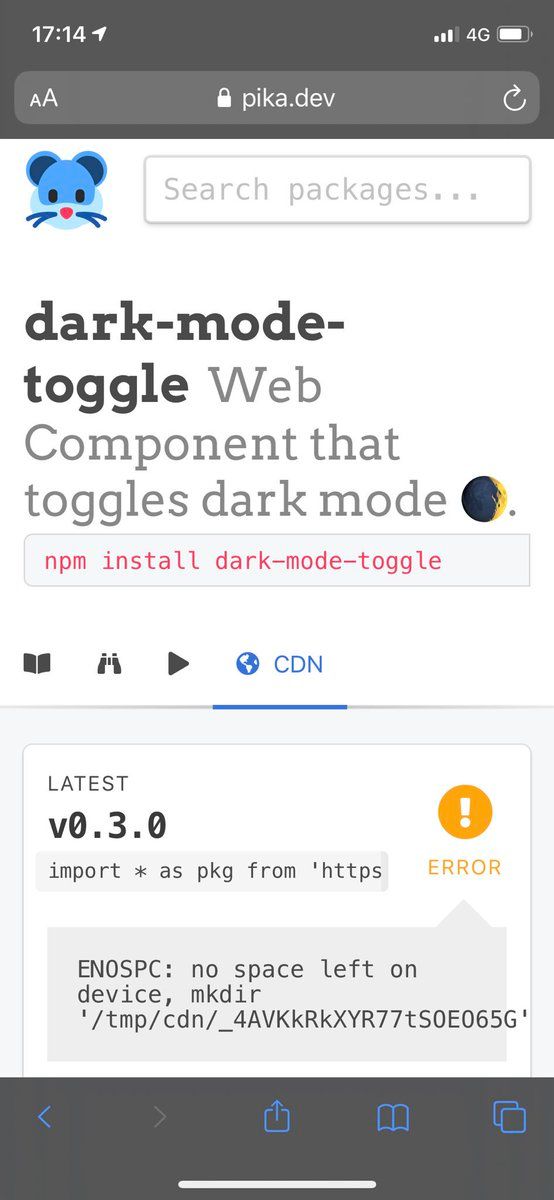 17:14
4G
AA
pika.dev
Search packages...
dark-mode-
toggle Web
Component that
toggles dark mode 🌖.
npm install dark-mode-toggle
CDN
LATEST
v0.3.0
import * as pkg from 'https
ERROR
ENOSPC: no space left on
device, mkdir
'/tmp/cdn/_4AVKkRkXYR77tSOEO65G'